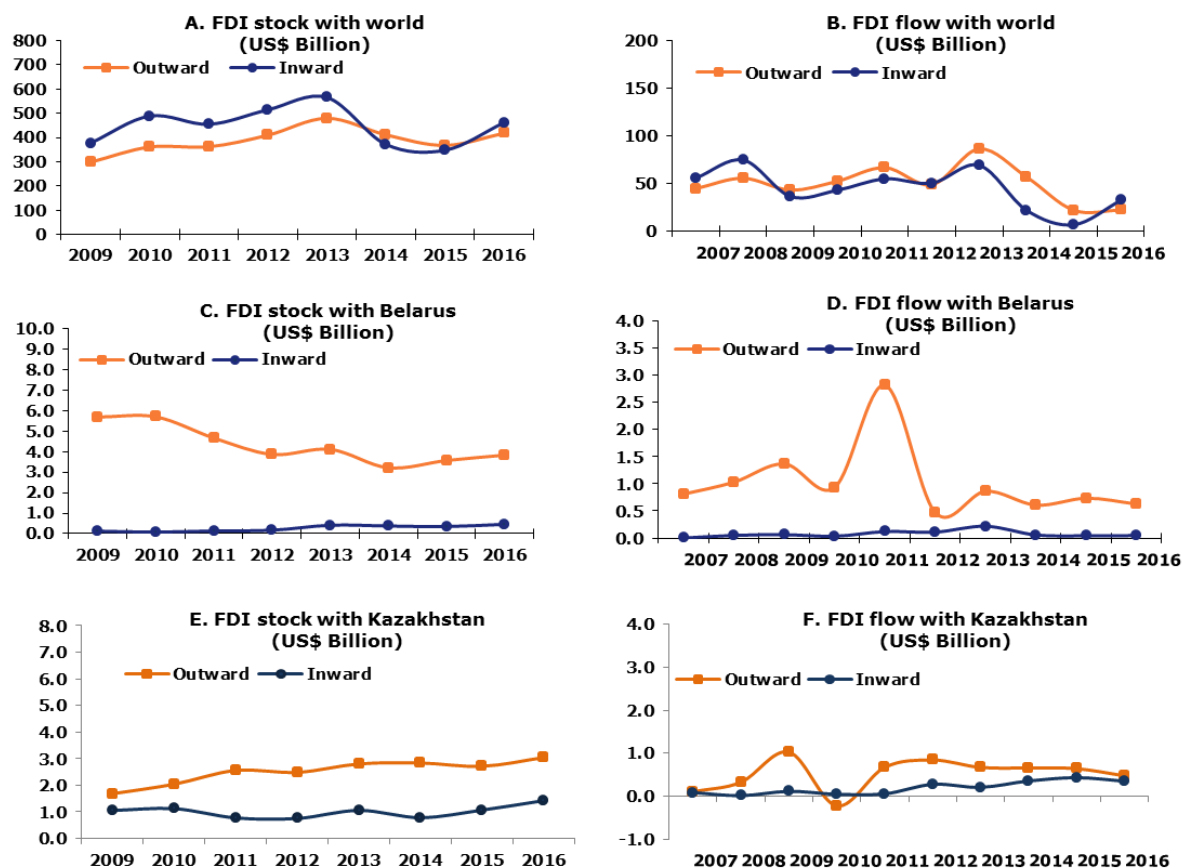 A. FDI stock with world
(US$ Billion)
800
700
600
500
400
300
200
100
0
Outward Inward
2009 2010 2011 2012 2013 2014 2015 2016
B. FDI flow with world
(US$ Billion)
200
150
100
50
0
Outward Inward
2007 2008 2009 2010 2011 2012 2013 2014 2015 2016
C. FDI stock with Belarus
(US$ Billion)
10.0
9.0
8.0
7.0
6.0
5.0
4.0
3.0
2.0
1.0
0.0
Outward Inward
2009 2010 2011 2012 2013 2014 2015 2016
D. FDI flow with Belarus
(US$ Billion)
4.0
3.5
3.0
2.5
2.0
1.5
1.0
0.5
0.0
Outward Inward
2007 2008 2009 2010 2011 2012 2013 2014 2015 2016
E. FDI stock with Kazakhstan
(US$ Billion)
8.0
7.0
6.0
5.0
4.0
3.0
2.0
1.0
0.0
Outward Inward
2009 2010 2011 2012 2013 2014 2015 2016
F. FDI flow with Kazakhstan
(US$ Billion)
4.0
3.0
2.0
1.0
0.0
-1.0
Outward Inward
2007 2008 2009 2010 2011 2012 2013 2014 2015 2016